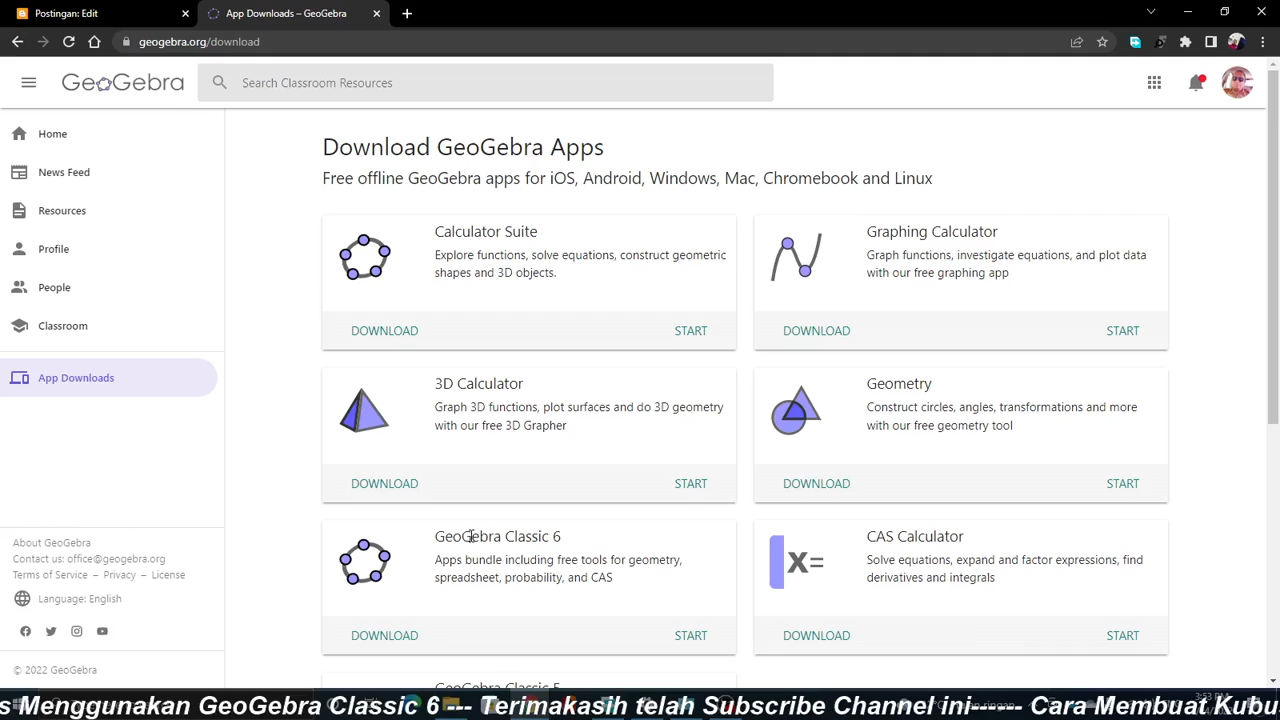 Postingan: Edit
App Downloads – GeoGebra
geogebra.org/download
GeoGebra
Search Classroom Resources
Home
News Feed
Resources
Profile
People
Classroom
App Downloads
About GeoGebra
Contact us: office@geogebra.org
Terms of Service – Privacy – License
Language: English
© 2022 GeoGebra
Download GeoGebra Apps
Free offline GeoGebra apps for iOS, Android, Windows, Mac, Chromebook and Linux
Calculator Suite
Explore functions, solve equations, construct geometric
shapes and 3D objects.
DOWNLOAD START
Graphing Calculator
Graph functions, investigate equations, and plot data
with our free graphing app
DOWNLOAD START
3D Calculator
Graph 3D functions, plot surfaces and do 3D geometry
with our free 3D Grapher
DOWNLOAD START
Geometry
Construct circles, angles, transformations and more
with our free geometry tool
DOWNLOAD START
GeoGebra Classic 6
Apps bundle including free tools for geometry,
spreadsheet, probability, and CAS
DOWNLOAD START
X=
CAS Calculator
Solve equations, expand and factor expressions, find
derivatives and integrals
DOWNLOAD START
GeoGebra Classic 5
3:53 PM
s Menggunakan GeoGebra Classic 6 --- Terimakasih telah Subscribe Channel Ini------ Cara Membuat Kubu